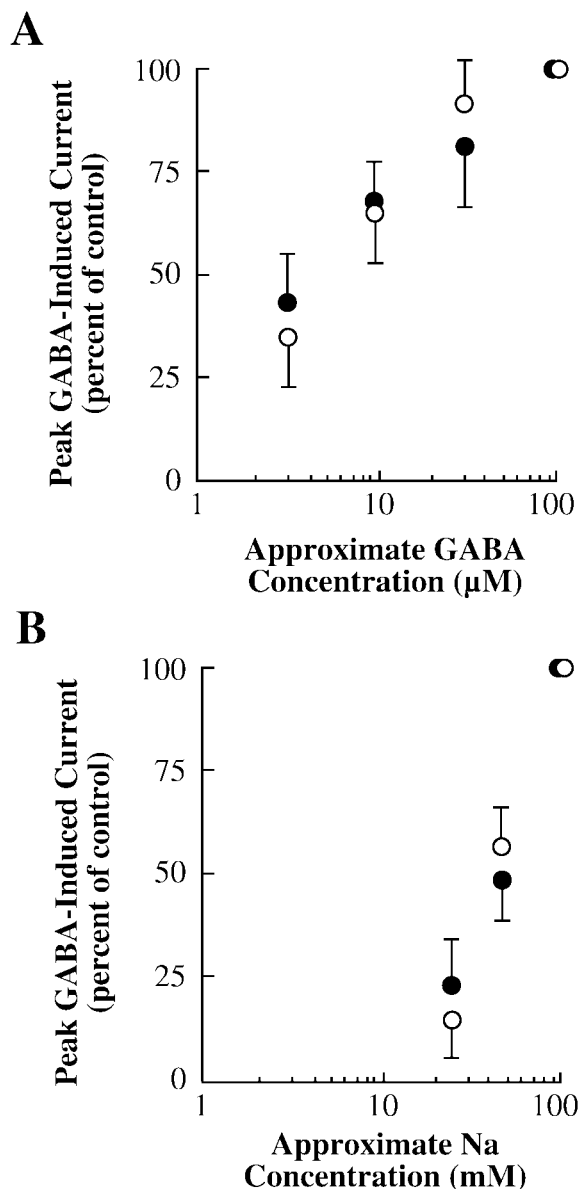 A
Peak GABA-Induced Current
(percent of control)
100
75
50
25
0
1
10
100
Approximate GABA
Concentration (µM)
B
Peak GABA-Induced Current
(percent of control)
100
75
50
25
0
1
10
100
Approximate Na
Concentration (mM)